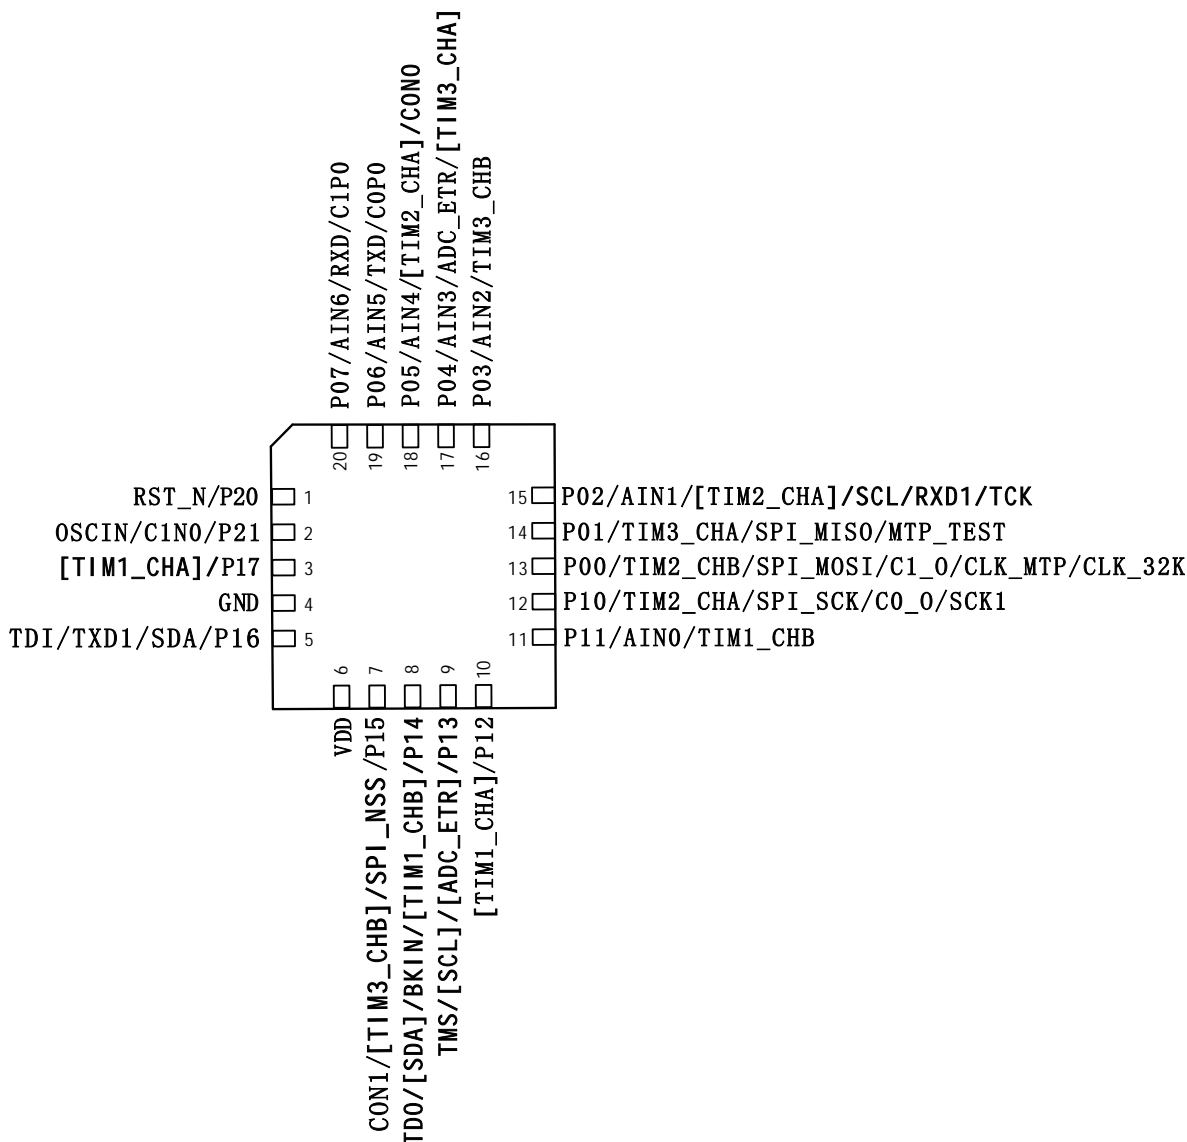 P07/AIN6/RXD/C1P0
P06/AIN5/TXD/C0P0
P05/AIN4/[TIM2_CHA]/CON0
P04/AIN3/ADC_ETR/[TIM3_CHA]
P03/AIN2/TIM3_CHB
20
19
18
17
16
RST_N/P20 1
OSCIN/C1N0/P21 2
[TIM1_CHA]/P17 3
GND 4
TDI/TXD1/SDA/P16 5
15 P02/AIN1/[TIM2_CHA]/SCL/RXD1/TCK
14 P01/TIM3_CHA/SPI_MISO/MTP_TEST
13 P00/TIM2_CHB/SPI_MOSI/C1_O/CLK_MTP/CLK_32K
12 P10/TIM2_CHA/SPI_SCK/C0_O/SCK1
11 P11/AIN0/TIM1_CHB
6
7
8
9
10
VDD
CON1/[TIM3_CHB]/SPI_NSS/P15
TDO/[SDA]/BKIN/[TIM1_CHB]/P14
TMS/[SCL]/[ADC_ETR]/P13
[TIM1_CHA]/P12